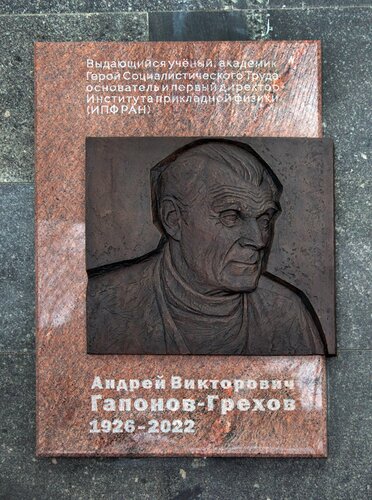 Выдающийся учёный, академик
Герой Социалистического Труда
основатель и первый директор
Института прикладной физики
(ИПФ РАН)
Андрей Викторович
Гапонов-Грехов
1926-2022